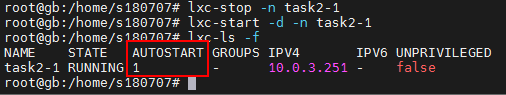 root@gb:/home/s180707# lxc-stop -n task2-1
root@gb:/home/s180707# lxc-start -d -n task2-1
root@gb:/home/s180707# lxc-ls -f
NAME    STATE   AUTOSTART GROUPS IPV4       IPV6 UNPRIVILEGED
task2-1 RUNNING 1         -      10.0.3.251 -    false
root@gb:/home/s180707#